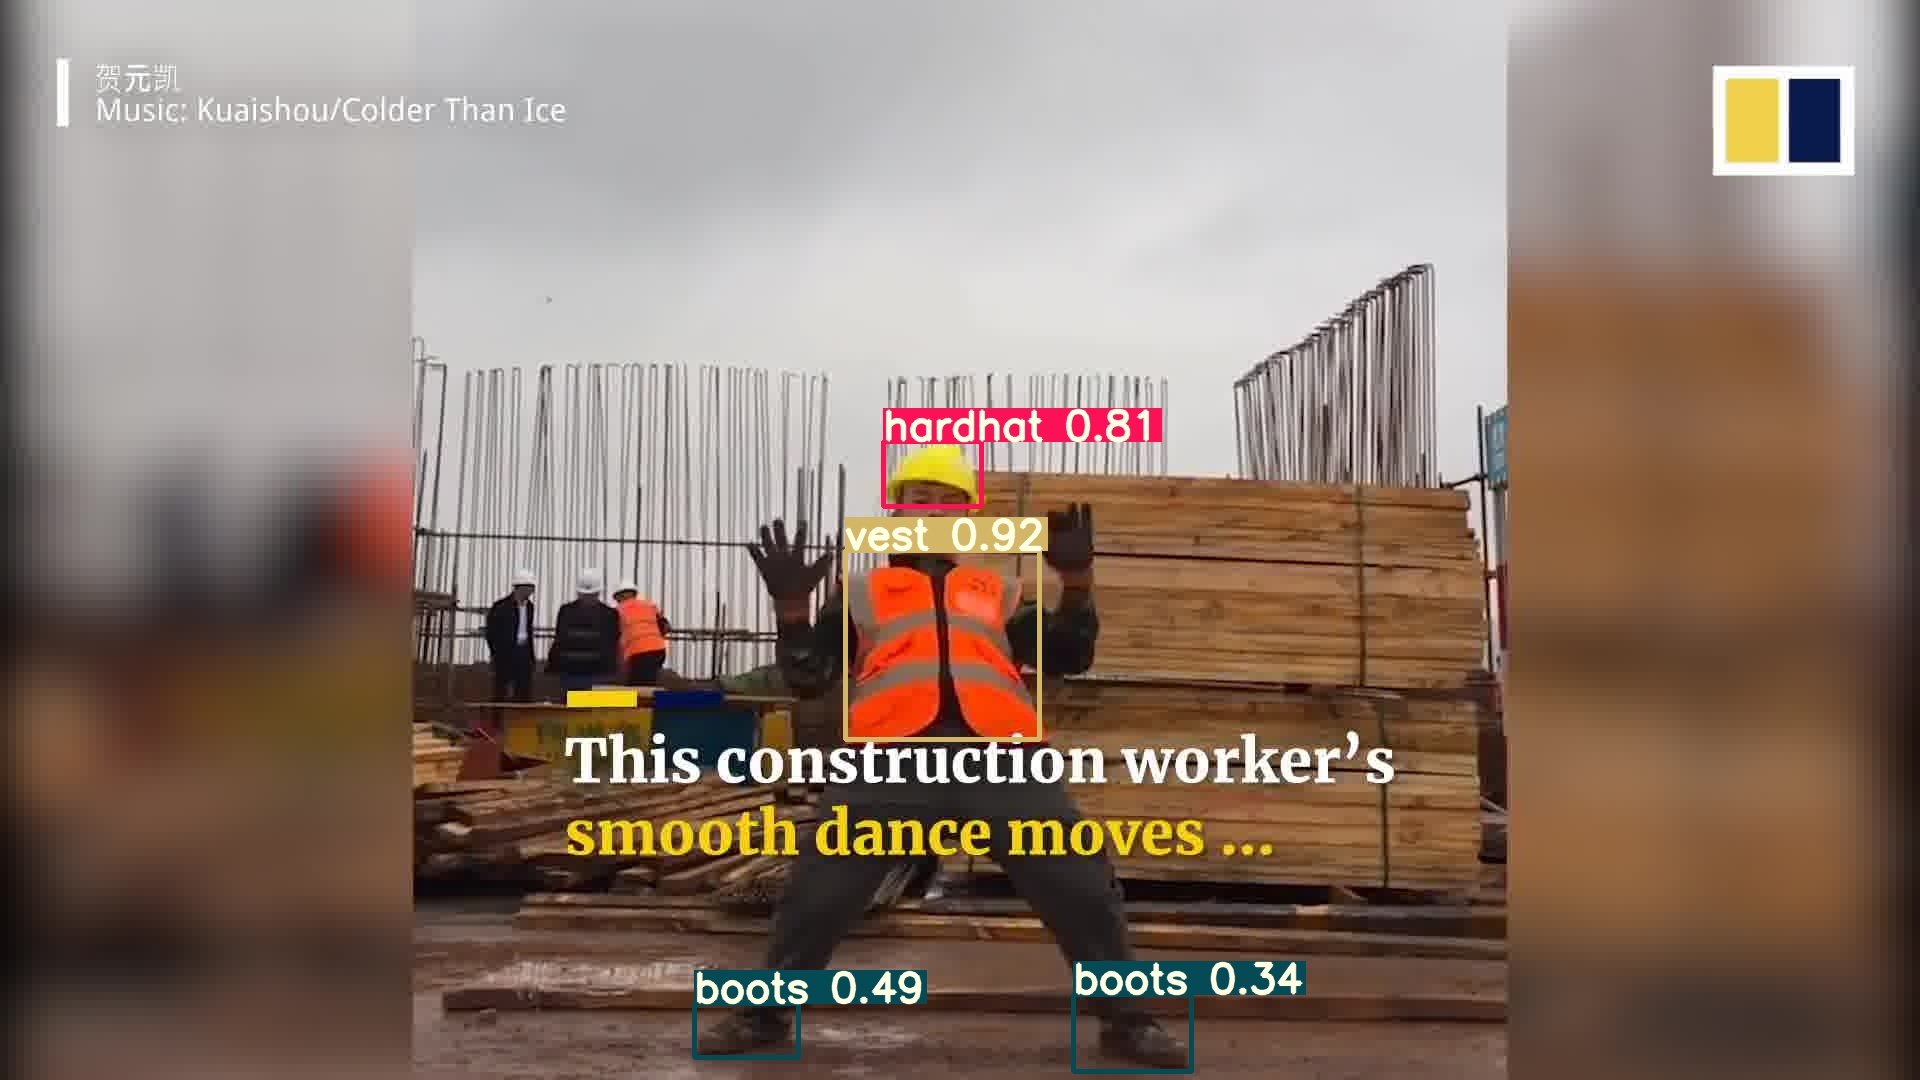 贺元凯
Music: Kuaishou/Colder Than Ice
hardhat 0.81
vest 0.92
This construction worker's
smooth dance moves ...
boots 0.49
boots 0.34